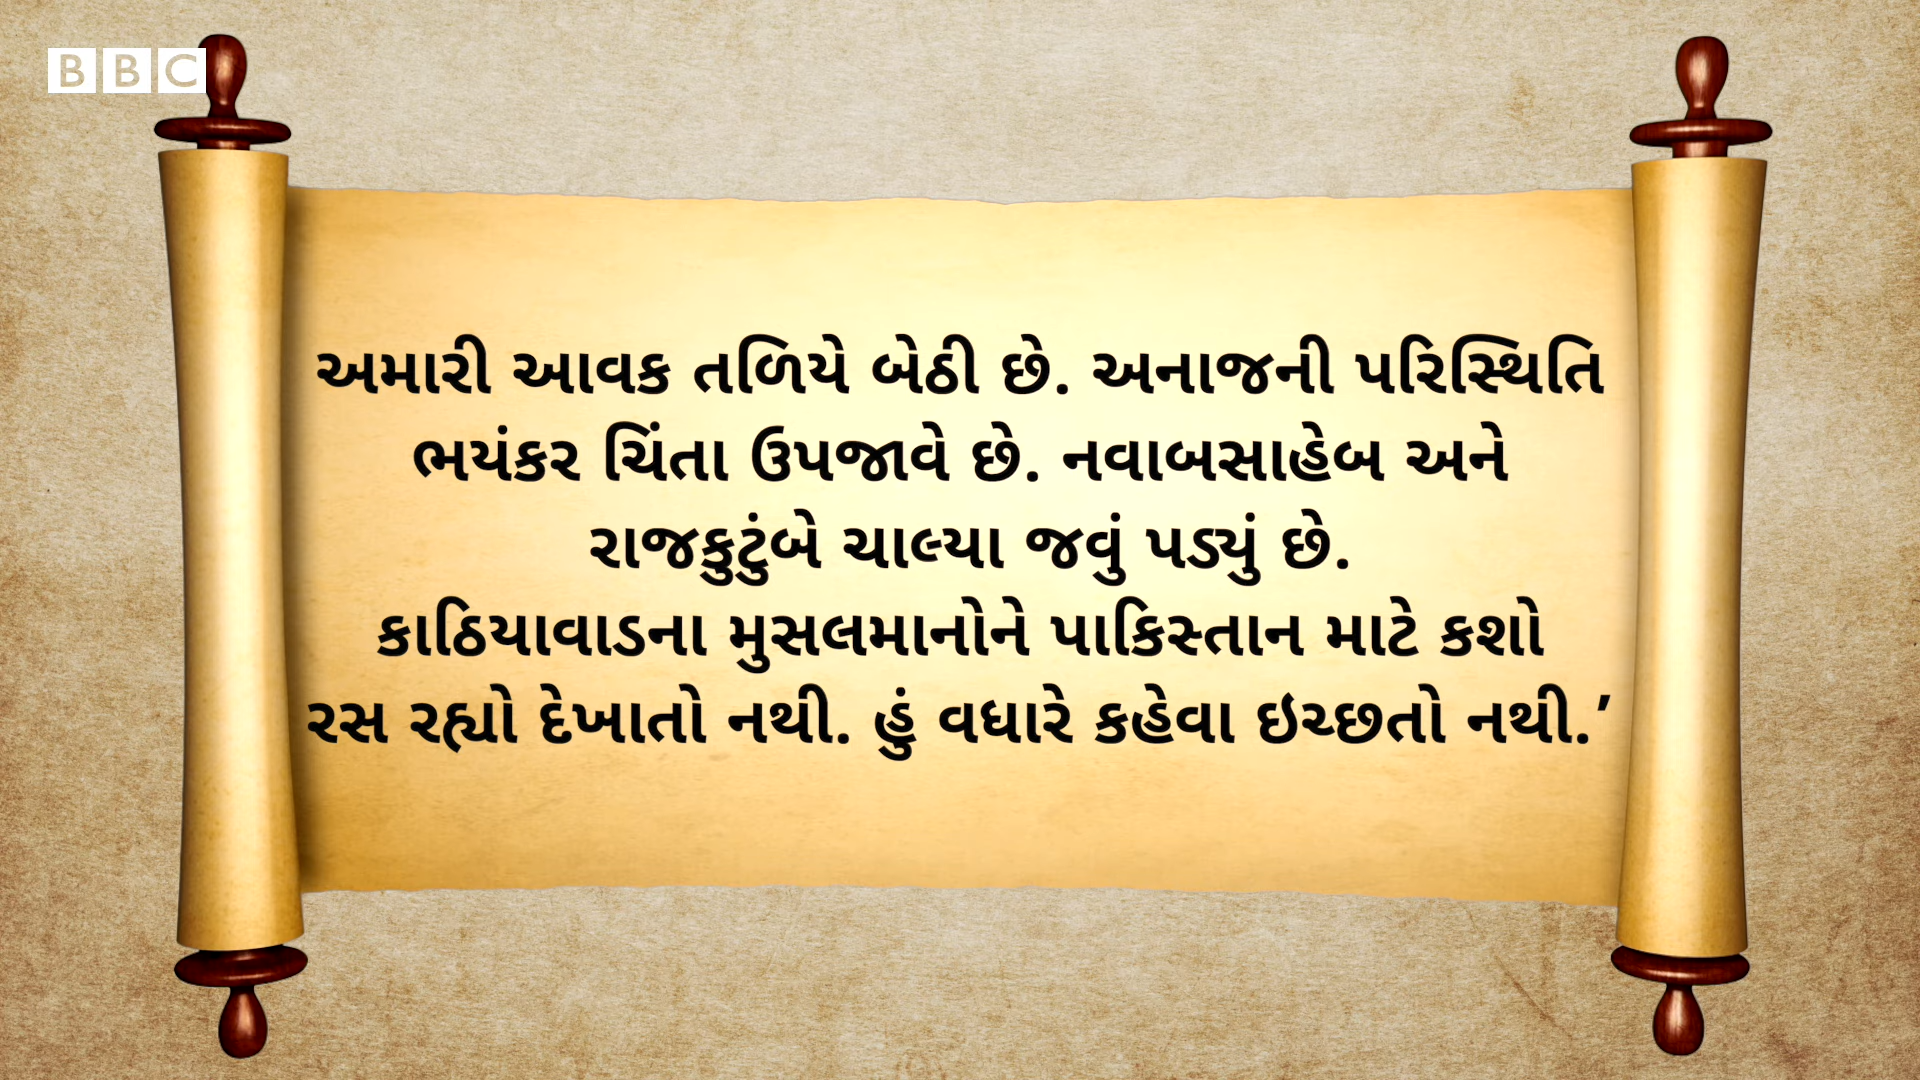 BBC
અમારી આવક તળિયે બેઠી છે. અનાજની પરિસ્થિતિ
ભયંકર ચિંતા ઉપજાવે છે. નવાબસાહેબ અને
રાજકુટુંબે ચાલ્યા જવું પડ્યું છે.
કાઠિયાવાડના મુસલમાનોને પાકિસ્તાન માટે કશો
રસ રહ્યો દેખાતો નથી. હું વધારે કહેવા ઇચ્છતો નથી.’